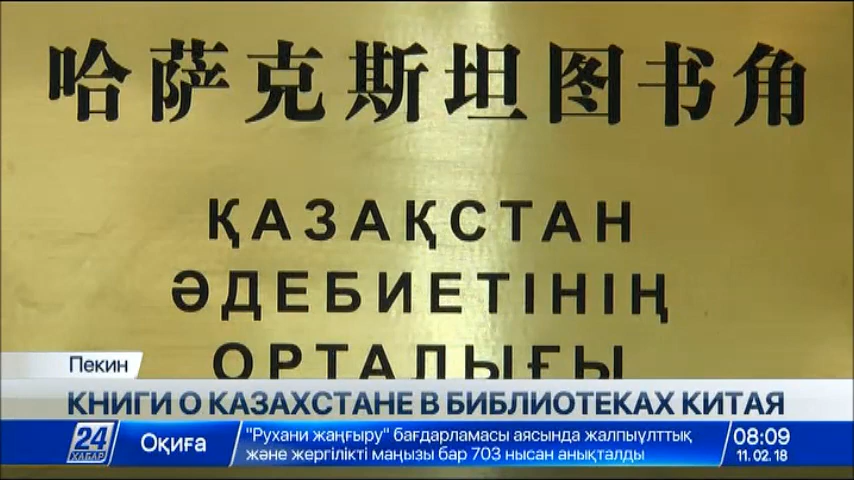 哈萨克斯坦图书角
ҚАЗАҚСТАН
ӘДЕБИЕТІНІҢ
ОРТАЛЫҒЫ
Пекин
КНИГИ О КАЗАХСТАНЕ В БИБЛИОТЕКАХ КИТАЯ
24
ХАБАР
Оқиға
"Рухани жаңғыру" бағдарламасы аясында жалпыұлттық
және жергілікті маңызы бар 703 нысан анықталды
08:09
11.02.18